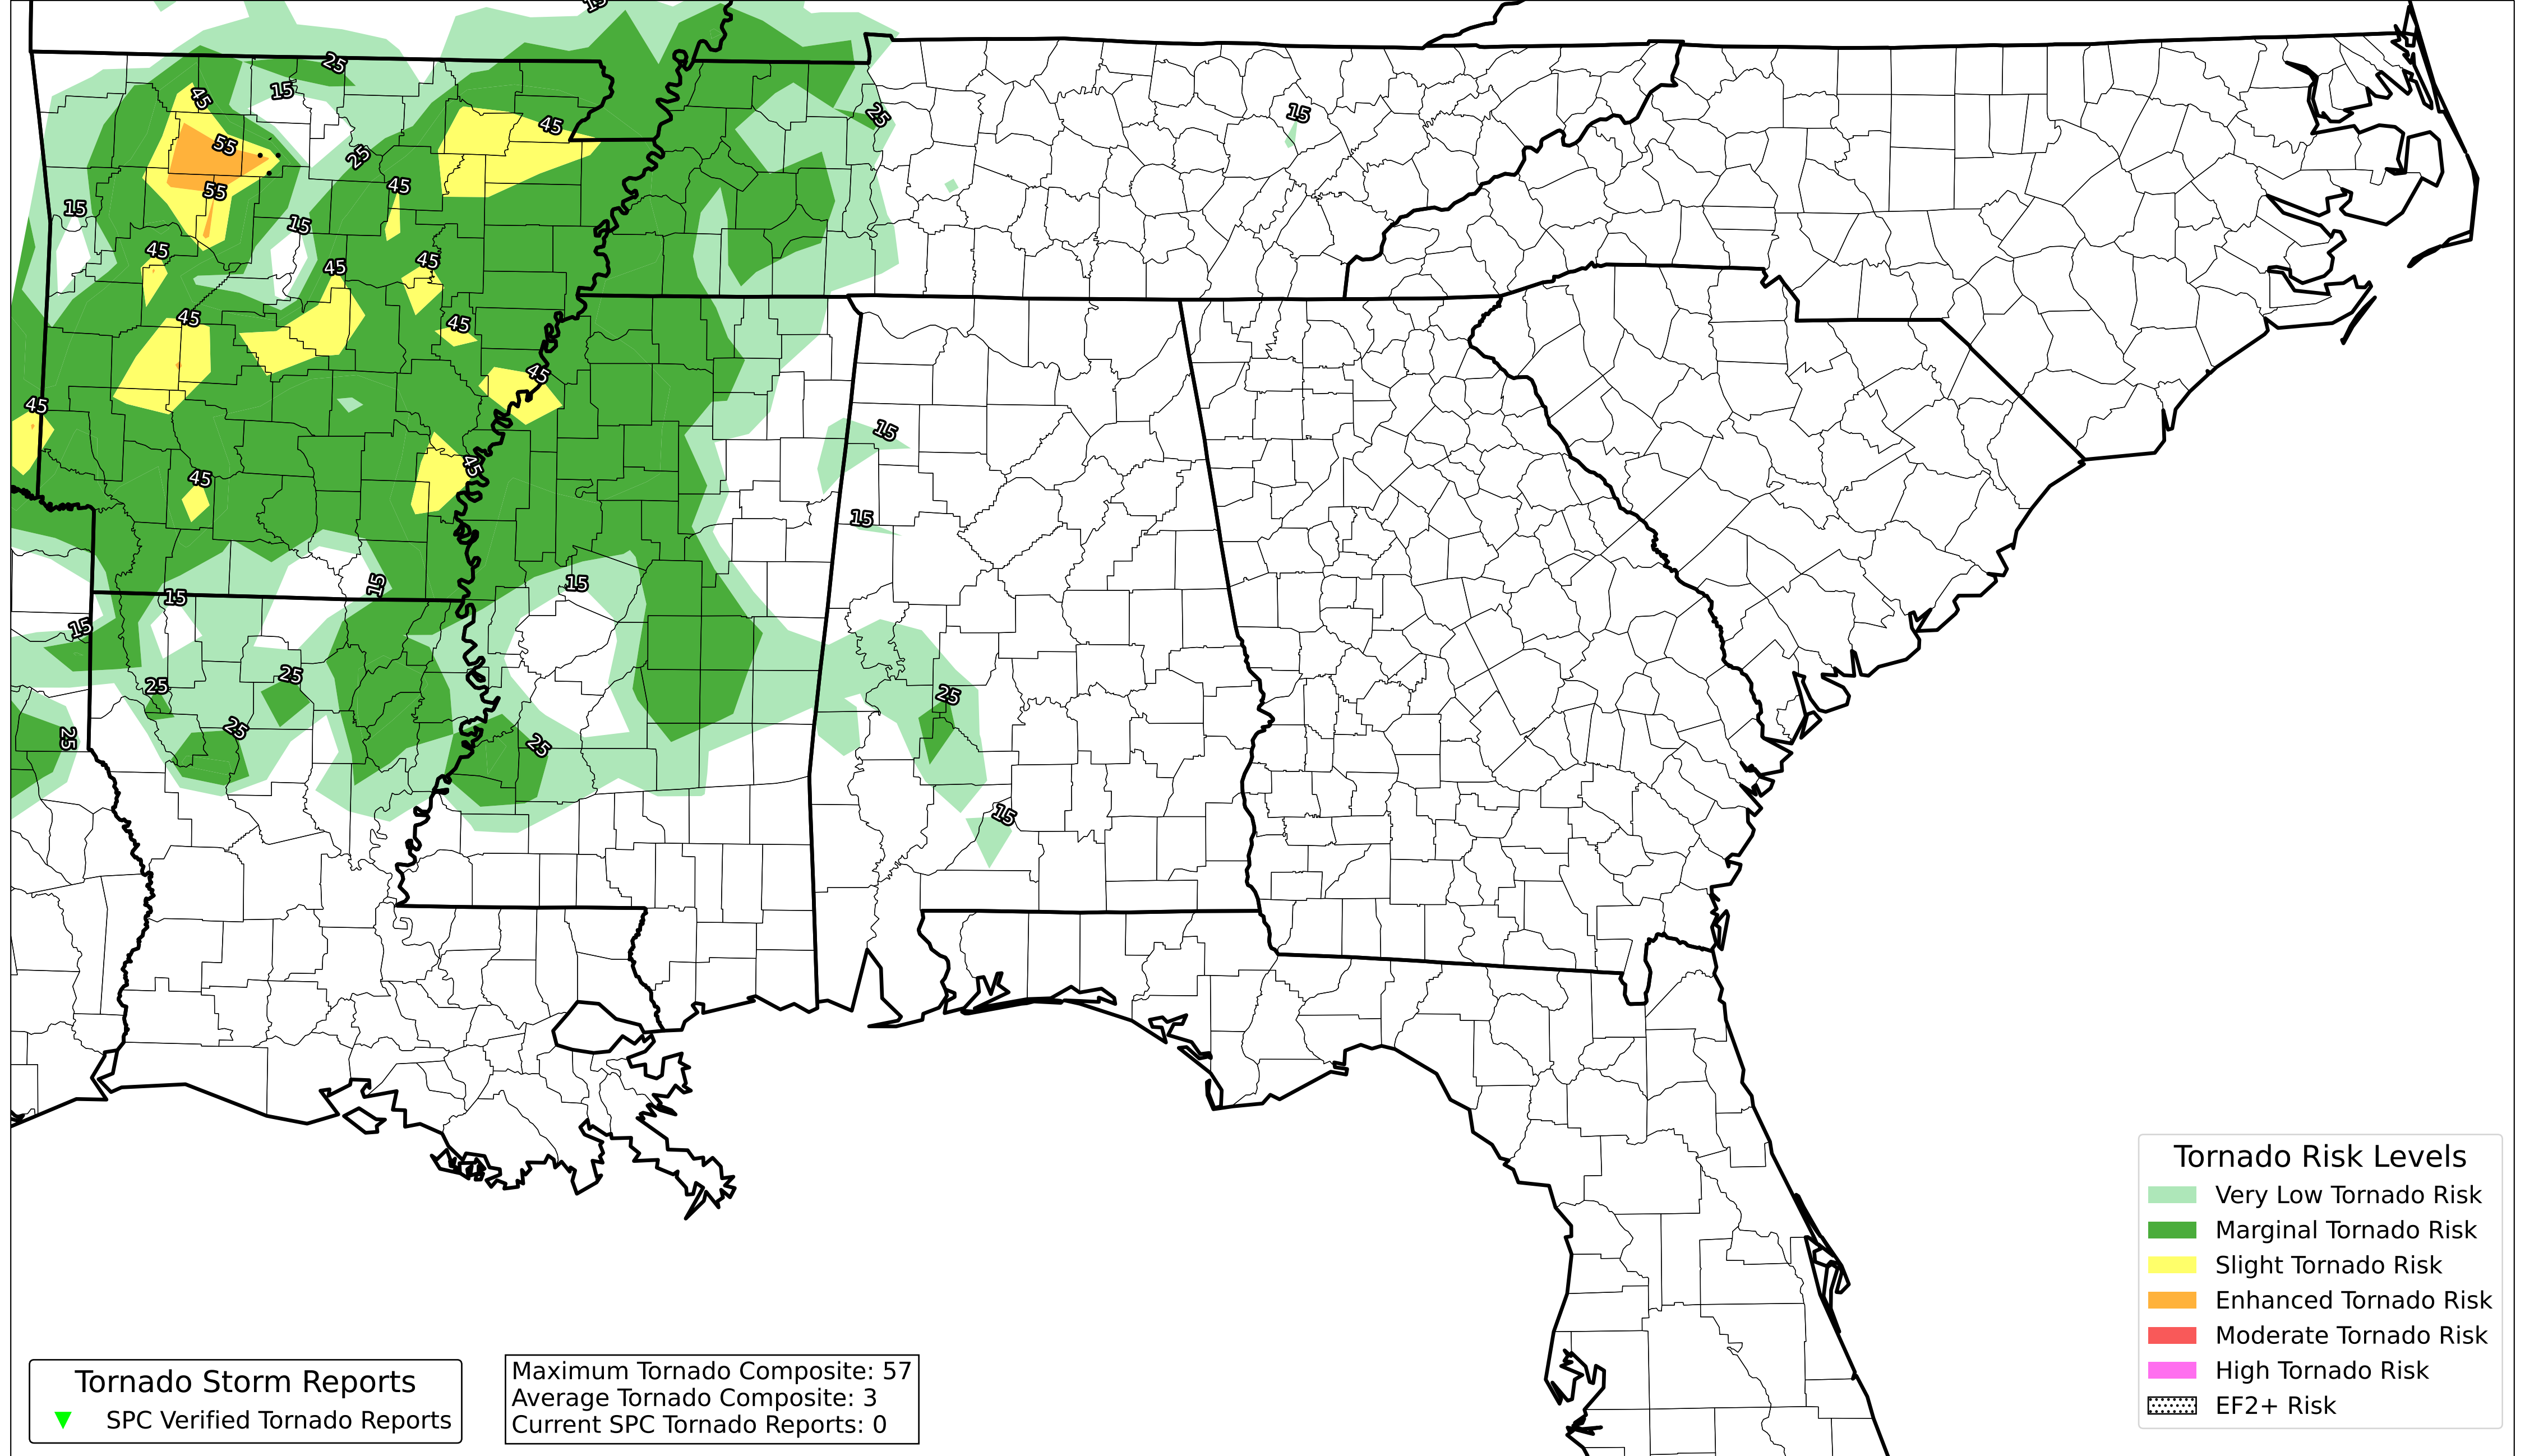 15
25
15
45
25
15
45
55
25
45
55
15
15
45
45
45
45
45
45
45
45
45
15
25
15
15
15
15
15
15
25
25
25
25
25
25
15
Tornado Risk Levels
Very Low Tornado Risk
Marginal Tornado Risk
Slight Tornado Risk
Enhanced Tornado Risk
Moderate Tornado Risk
High Tornado Risk
EF2+ Risk
Tornado Storm Reports
SPC Verified Tornado Reports
Maximum Tornado Composite: 57
Average Tornado Composite: 3
Current SPC Tornado Reports: 0